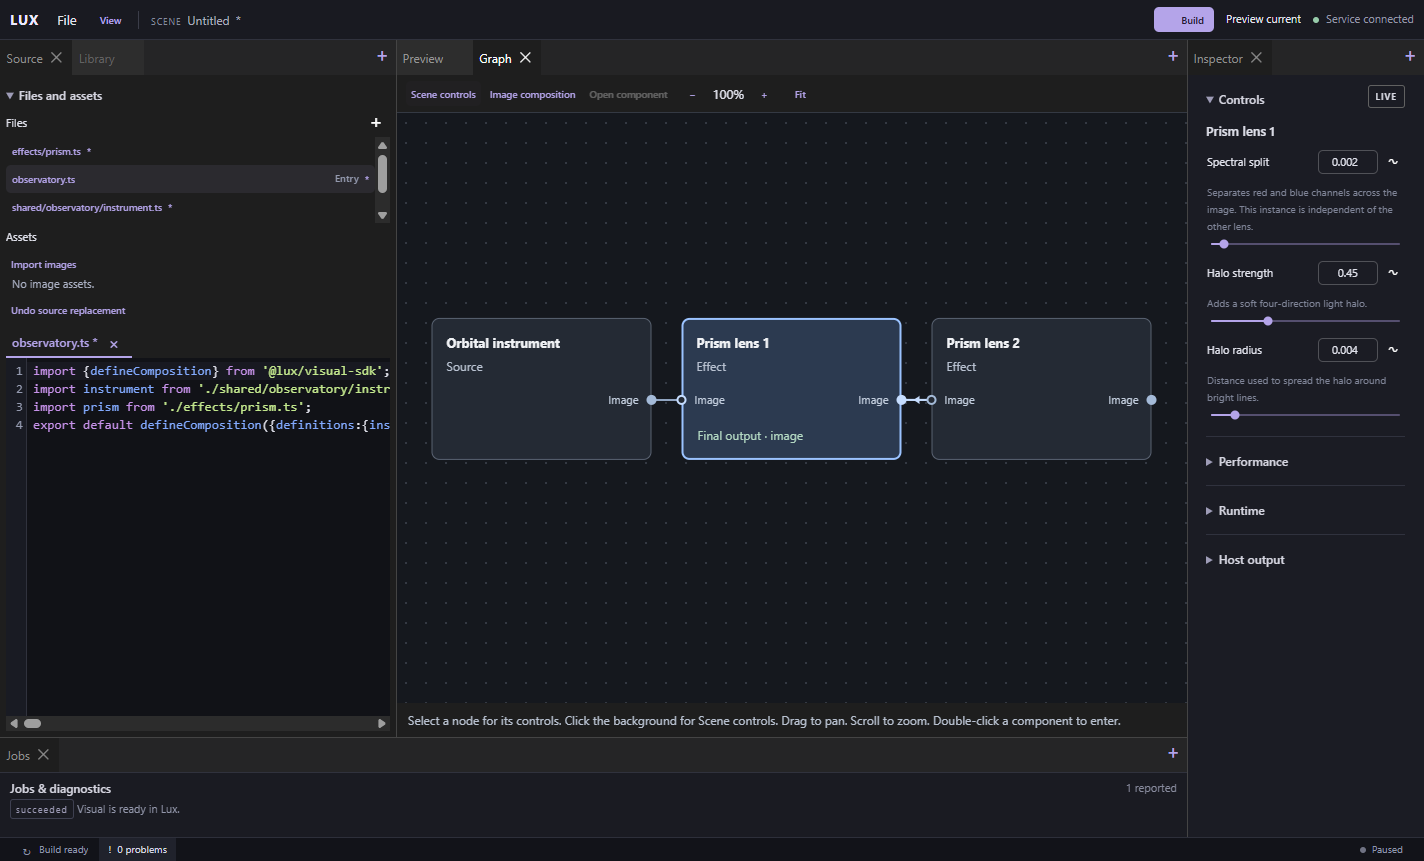 LUX File View SCENE Untitled * Build Preview current Service connected
Source Library + Preview Graph + Inspector +
Files and assets
Files +
effects/prism.ts *
observatory.ts Entry *
shared/observatory/instrument.ts *
Assets
Import images
No image assets.
Undo source replacement
observatory.ts * ×
1 import {defineComposition} from '@lux/visual-sdk';
2 import instrument from './shared/observatory/instr
3 import prism from './effects/prism.ts';
4 export default defineComposition({definitions:{ins
Scene controls Image composition Open component − 100% + Fit
Orbital instrument
Source
Image
Prism lens 1
Effect
Image Image
Final output · image
Prism lens 2
Effect
Image Image
Select a node for its controls. Click the background for Scene controls. Drag to pan. Scroll to zoom. Double-click a component to enter.
Controls LIVE
Prism lens 1
Spectral split 0.002
Separates red and blue channels across the
image. This instance is independent of the
other lens.
Halo strength 0.45
Adds a soft four-direction light halo.
Halo radius 0.004
Distance used to spread the halo around
bright lines.
Performance
Runtime
Host output
Jobs +
Jobs & diagnostics 1 reported
succeeded Visual is ready in Lux.
Build ready ! 0 problems Paused